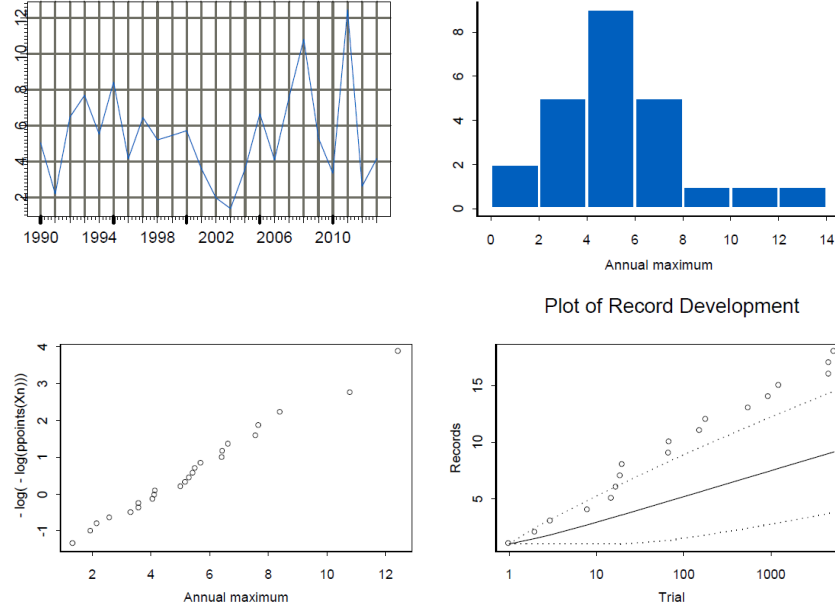 12
10
8
6
4
2
1990 1994 1998 2002 2006 2010
8
6
4
2
0
0 2 4 6 8 10 12 14
Annual maximum
Plot of Record Development
4
3
2
1
0
-1
- log( - log(ppoints(Xn)))
2 4 6 8 10 12
Annual maximum
15
10
5
Records
1 10 100 1000
Trial